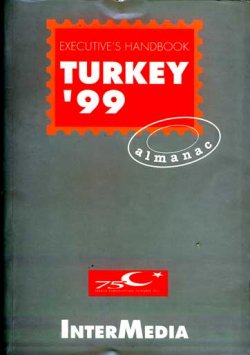 EXECUTIVE'S HANDBOOK
TURKEY
'99
almanac
75
INTERMEDIA